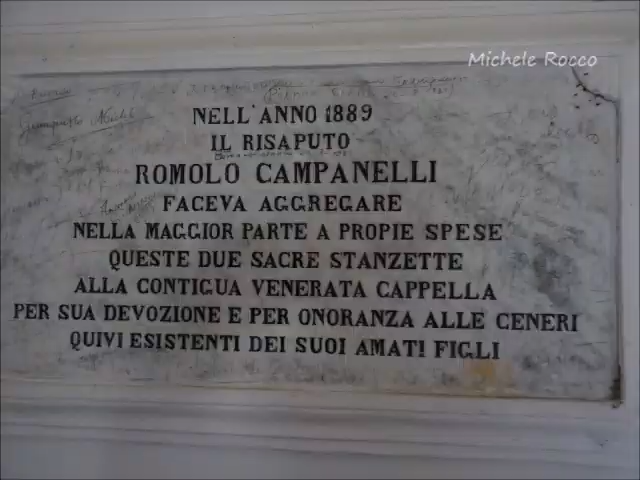 Michele Rocco
NELL'ANNO 1889
IL RISAPUTO
ROMOLO CAMPANELLI
FACEVA AGGREGARE
NELLA MAGGIOR PARTE A PROPIE SPESE
QUESTE DUE SACRE STANZETTE
ALLA CONTIGUA VENERATA CAPPELLA
PER SUA DEVOZIONE E PER ONORANZA ALLE CENERI
QUIVI ESISTENTI DEI SUOI AMATI FIGLI